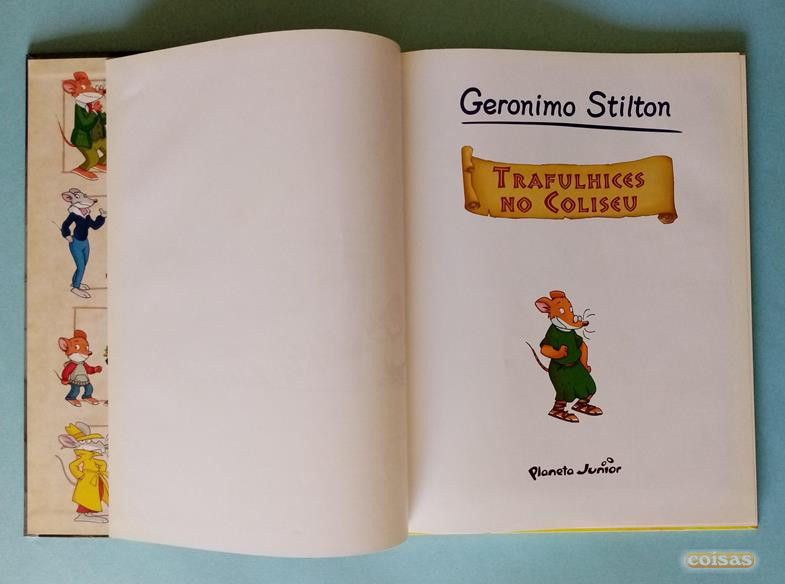 Geronimo Stilton
TRAFULHICES
NO COLISEU
Planeta Junior
coisas